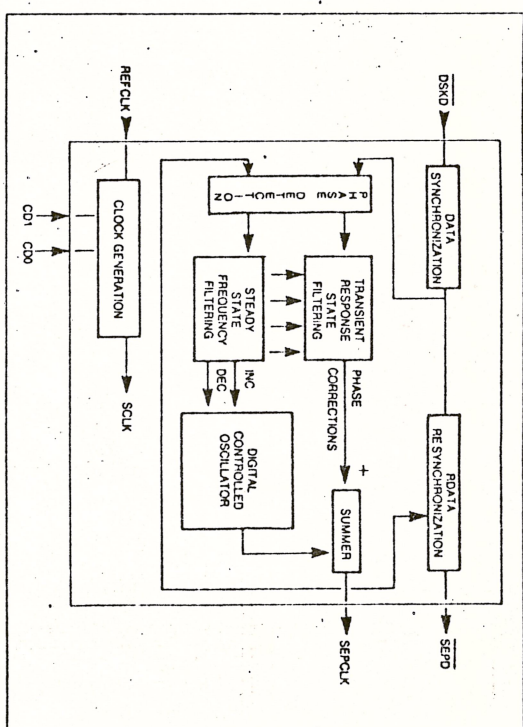 DSKD
DATA
SYNCHRONIZATION
RDATA
RESYNCHRONIZATION
SEPD
PHASE DETECTION
TRANSIENT
RESPONSE
STATE
FILTERING
PHASE
CORRECTIONS
+
SUMMER
SEPCLK
STEADY
STATE
FREQUENCY
FILTERING
INC
DEC
DIGITAL
CONTROLLED
OSCILLATOR
REFCLK
CLOCK GENERATION
SCLK
CD1
CD0